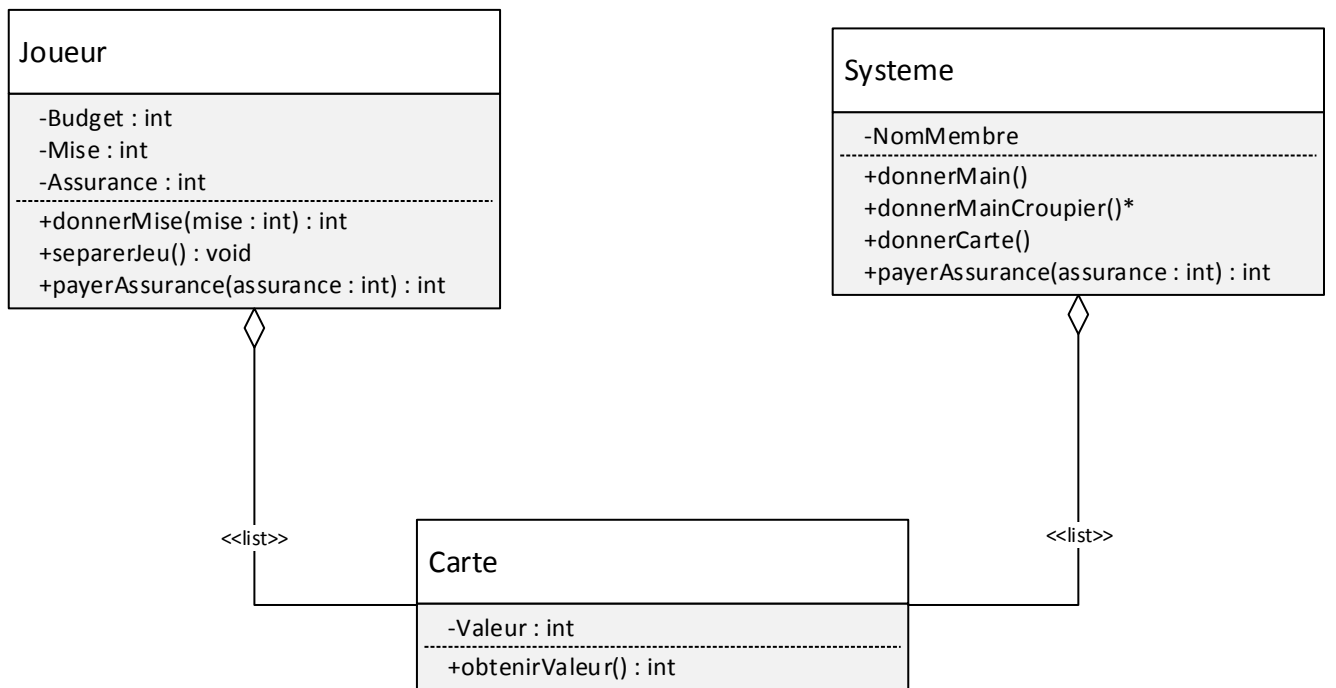 Joueur
-Budget : int
-Mise : int
-Assurance : int
+donnerMise(mise : int) : int
+separerJeu() : void
+payerAssurance(assurance : int) : int
Systeme
-NomMembre
+donnerMain()
+donnerMainCroupier()*
+donnerCarte()
+payerAssurance(assurance : int) : int
<<list>>
<<list>>
Carte
-Valeur : int
+obtenirValeur() : int